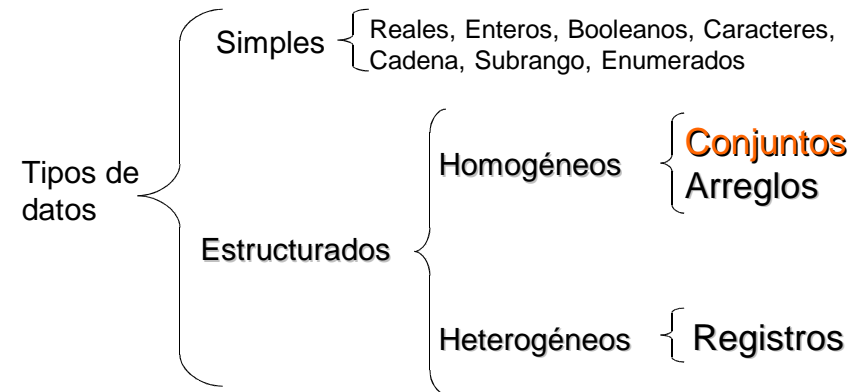 Simples
Reales, Enteros, Booleanos, Caracteres,
Cadena, Subrango, Enumerados
Tipos de
datos
Estructurados
Homogéneos
Conjuntos
Arreglos
Heterogéneos
Registros